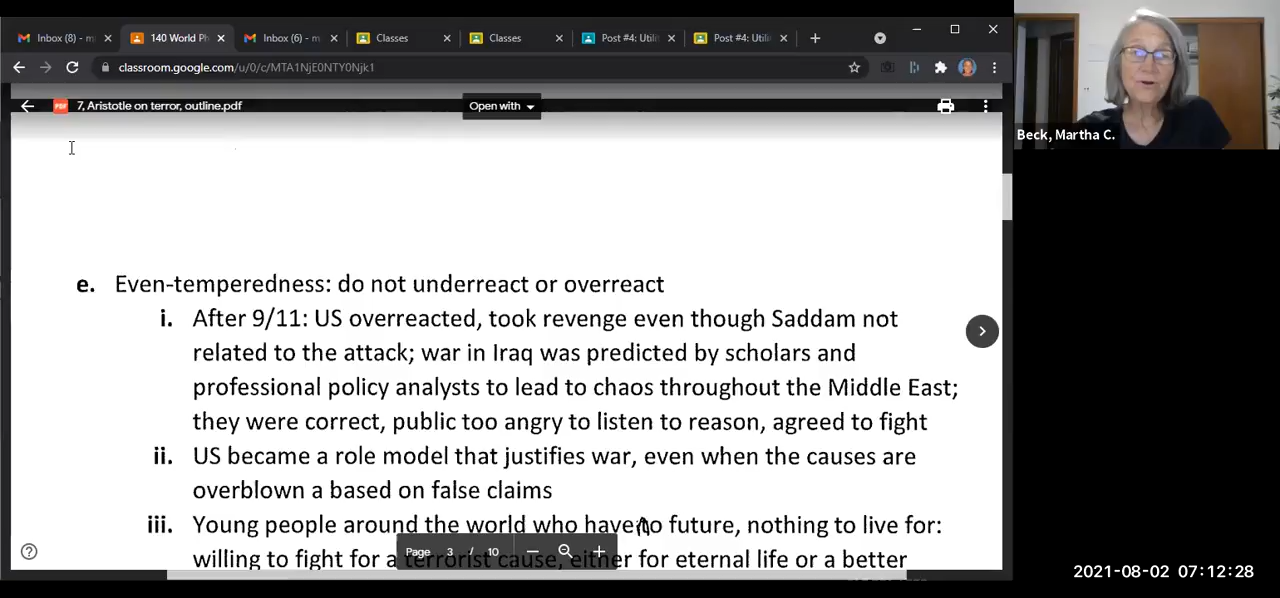 Inbox (8) - m
140 World Ph
Inbox (6) - m
Classes
Classes
Post #4: Utili
Post #4: Utili
classroom.google.com/u/0/c/MTA1NjE0NTY0Njk1
PDF
7, Aristotle on terror, outline.pdf
Open with
Beck, Martha C.
e. Even-temperedness: do not underreact or overreact
i. After 9/11: US overreacted, took revenge even though Saddam not
related to the attack; war in Iraq was predicted by scholars and
professional policy analysts to lead to chaos throughout the Middle East;
they were correct, public too angry to listen to reason, agreed to fight
ii. US became a role model that justifies war, even when the causes are
overblown a based on false claims
iii. Young people around the world who have no future, nothing to live for:
willing to fight for a terrorist cause, either for eternal life or a better
Page 3 / 10
2021-08-02 07:12:28